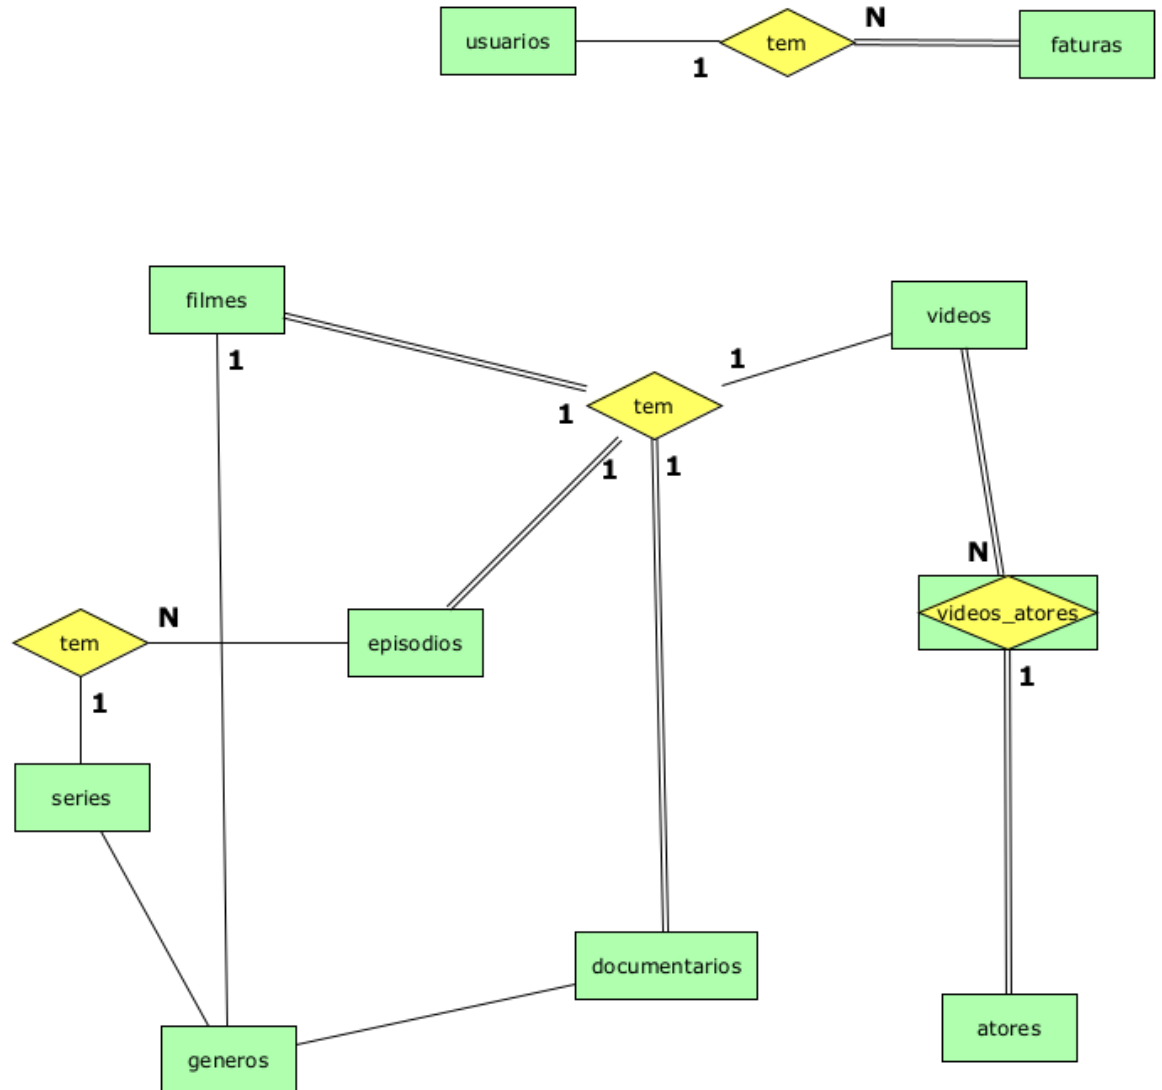 usuarios
1
tem
N
faturas
filmes
1
1
tem
1
videos
1
1
N
videos_atores
1
tem
N
episodios
1
series
documentarios
generos
atores